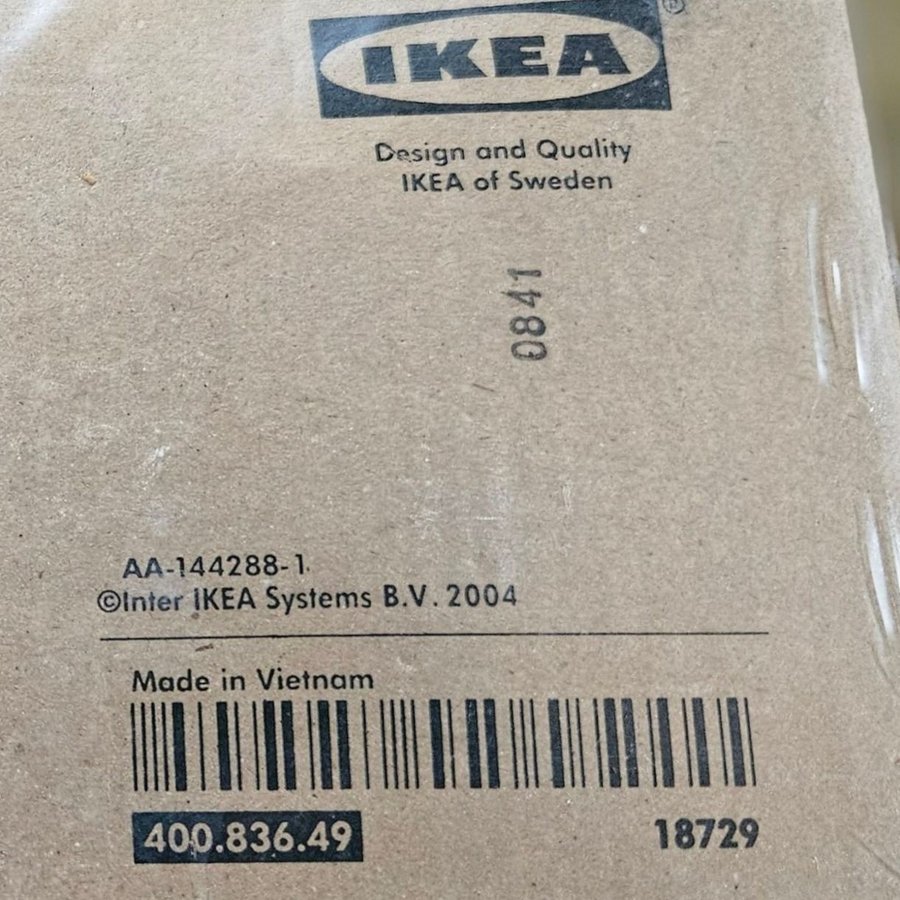 IKEA®
Design and Quality
IKEA of Sweden
0841
AA-144288-1
©Inter IKEA Systems B.V. 2004
Made in Vietnam
400.836.49
18729